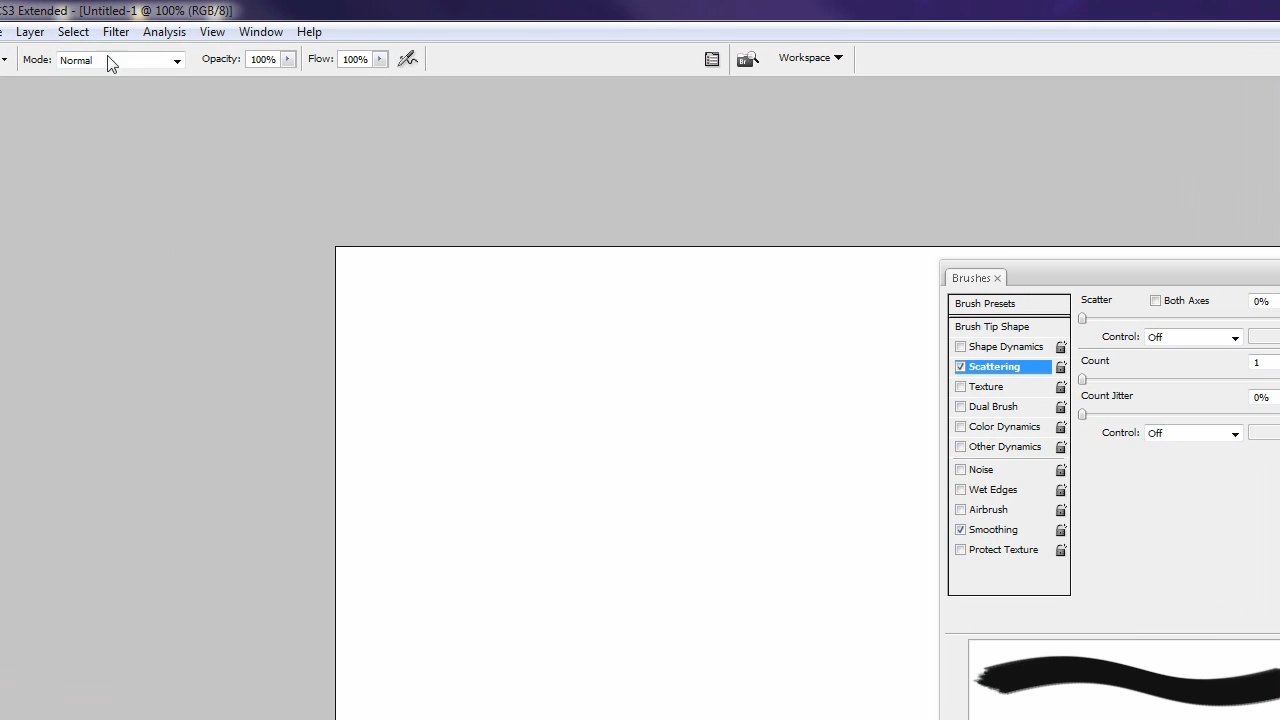 CS3 Extended - [Untitled-1 @ 100% (RGB/8)]
Layer Select Filter Analysis View Window Help
Mode: Normal Opacity: 100% Flow: 100% Br Workspace
Brushes
Brush Presets
Brush Tip Shape
Shape Dynamics
Scattering
Texture
Dual Brush
Color Dynamics
Other Dynamics
Noise
Wet Edges
Airbrush
Smoothing
Protect Texture
Scatter Both Axes 0%
Control: Off
Count 1
Count Jitter 0%
Control: Off